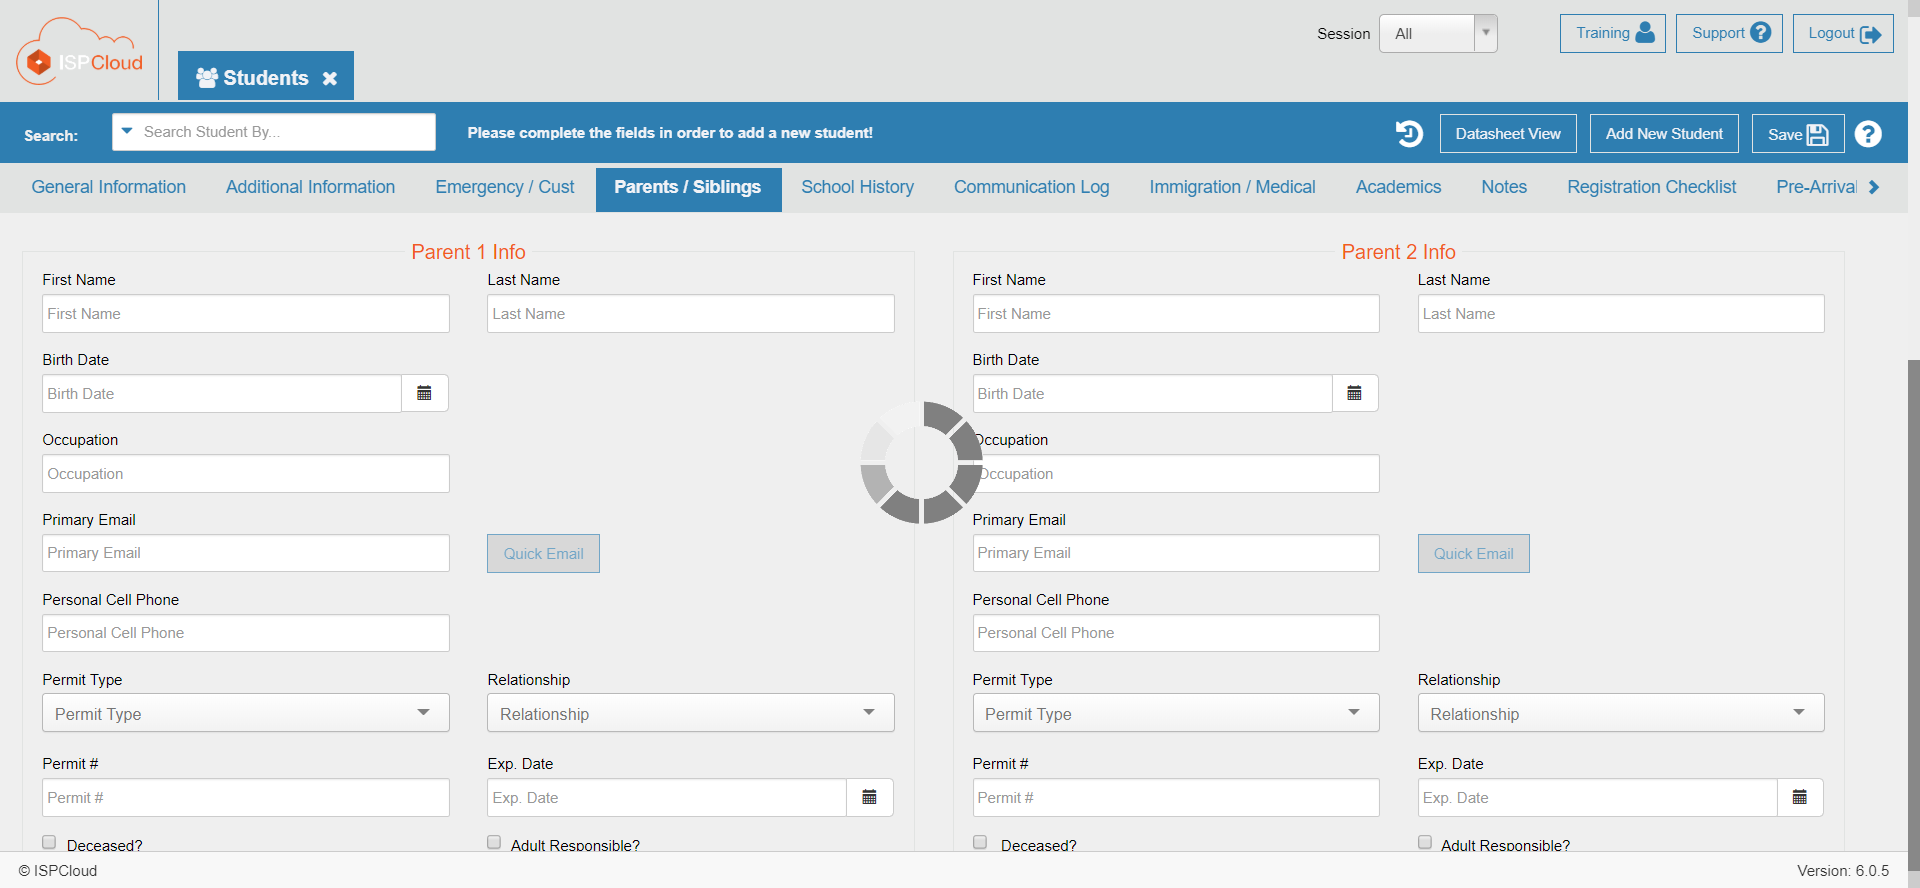 Session
All
Training
Support
Logout
ISPCloud
Students
Search:
Search Student By...
Please complete the fields in order to add a new student!
Datasheet View
Add New Student
Save
General Information
Additional Information
Emergency / Cust
Parents / Siblings
School History
Communication Log
Immigration / Medical
Academics
Notes
Registration Checklist
Pre-Arrival
Parent 1 Info
First Name
Last Name
First Name
Last Name
Birth Date
Birth Date
Occupation
Occupation
Primary Email
Primary Email
Quick Email
Personal Cell Phone
Personal Cell Phone
Permit Type
Relationship
Permit Type
Relationship
Permit #
Exp. Date
Permit #
Exp. Date
Deceased?
Adult Responsible?
Parent 2 Info
First Name
Last Name
First Name
Last Name
Birth Date
Birth Date
Occupation
Occupation
Primary Email
Primary Email
Quick Email
Personal Cell Phone
Personal Cell Phone
Permit Type
Relationship
Permit Type
Relationship
Permit #
Exp. Date
Permit #
Exp. Date
Deceased?
Adult Responsible?
© ISPCloud
Version: 6.0.5